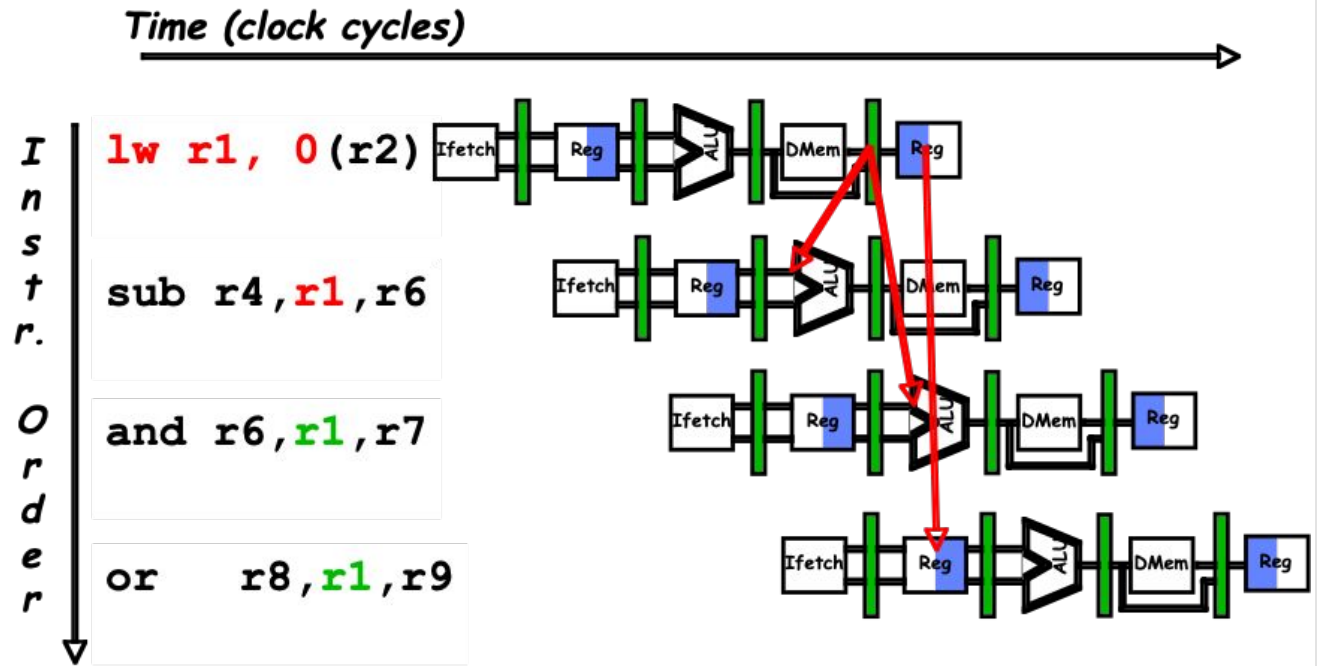 Time (clock cycles)
Instr. Order
lw r1, 0(r2)
Ifetch Reg ALU DMem Reg
sub r4,r1,r6
Ifetch Reg ALU DMem Reg
and r6,r1,r7
Ifetch Reg ALU DMem Reg
or r8,r1,r9
Ifetch Reg ALU DMem Reg